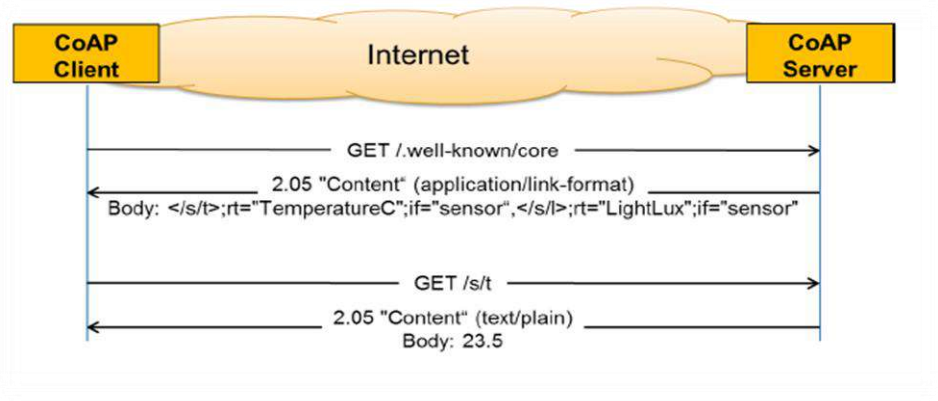 CoAP
Client
Internet
CoAP
Server
GET /.well-known/core
2.05 "Content“ (application/link-format)
Body: </s/t>;rt="TemperatureC";if="sensor“,</s/l>;rt="LightLux";if="sensor"
GET /s/t
2.05 "Content“ (text/plain)
Body: 23.5